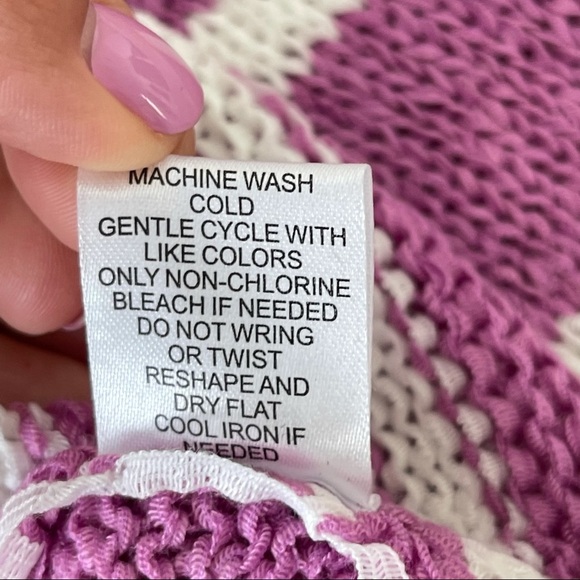 MACHINE WASH
COLD
GENTLE CYCLE WITH
LIKE COLORS
ONLY NON-CHLORINE
BLEACH IF NEEDED
DO NOT WRING
OR TWIST
RESHAPE AND
DRY FLAT
COOL IRON IF
NEEDED